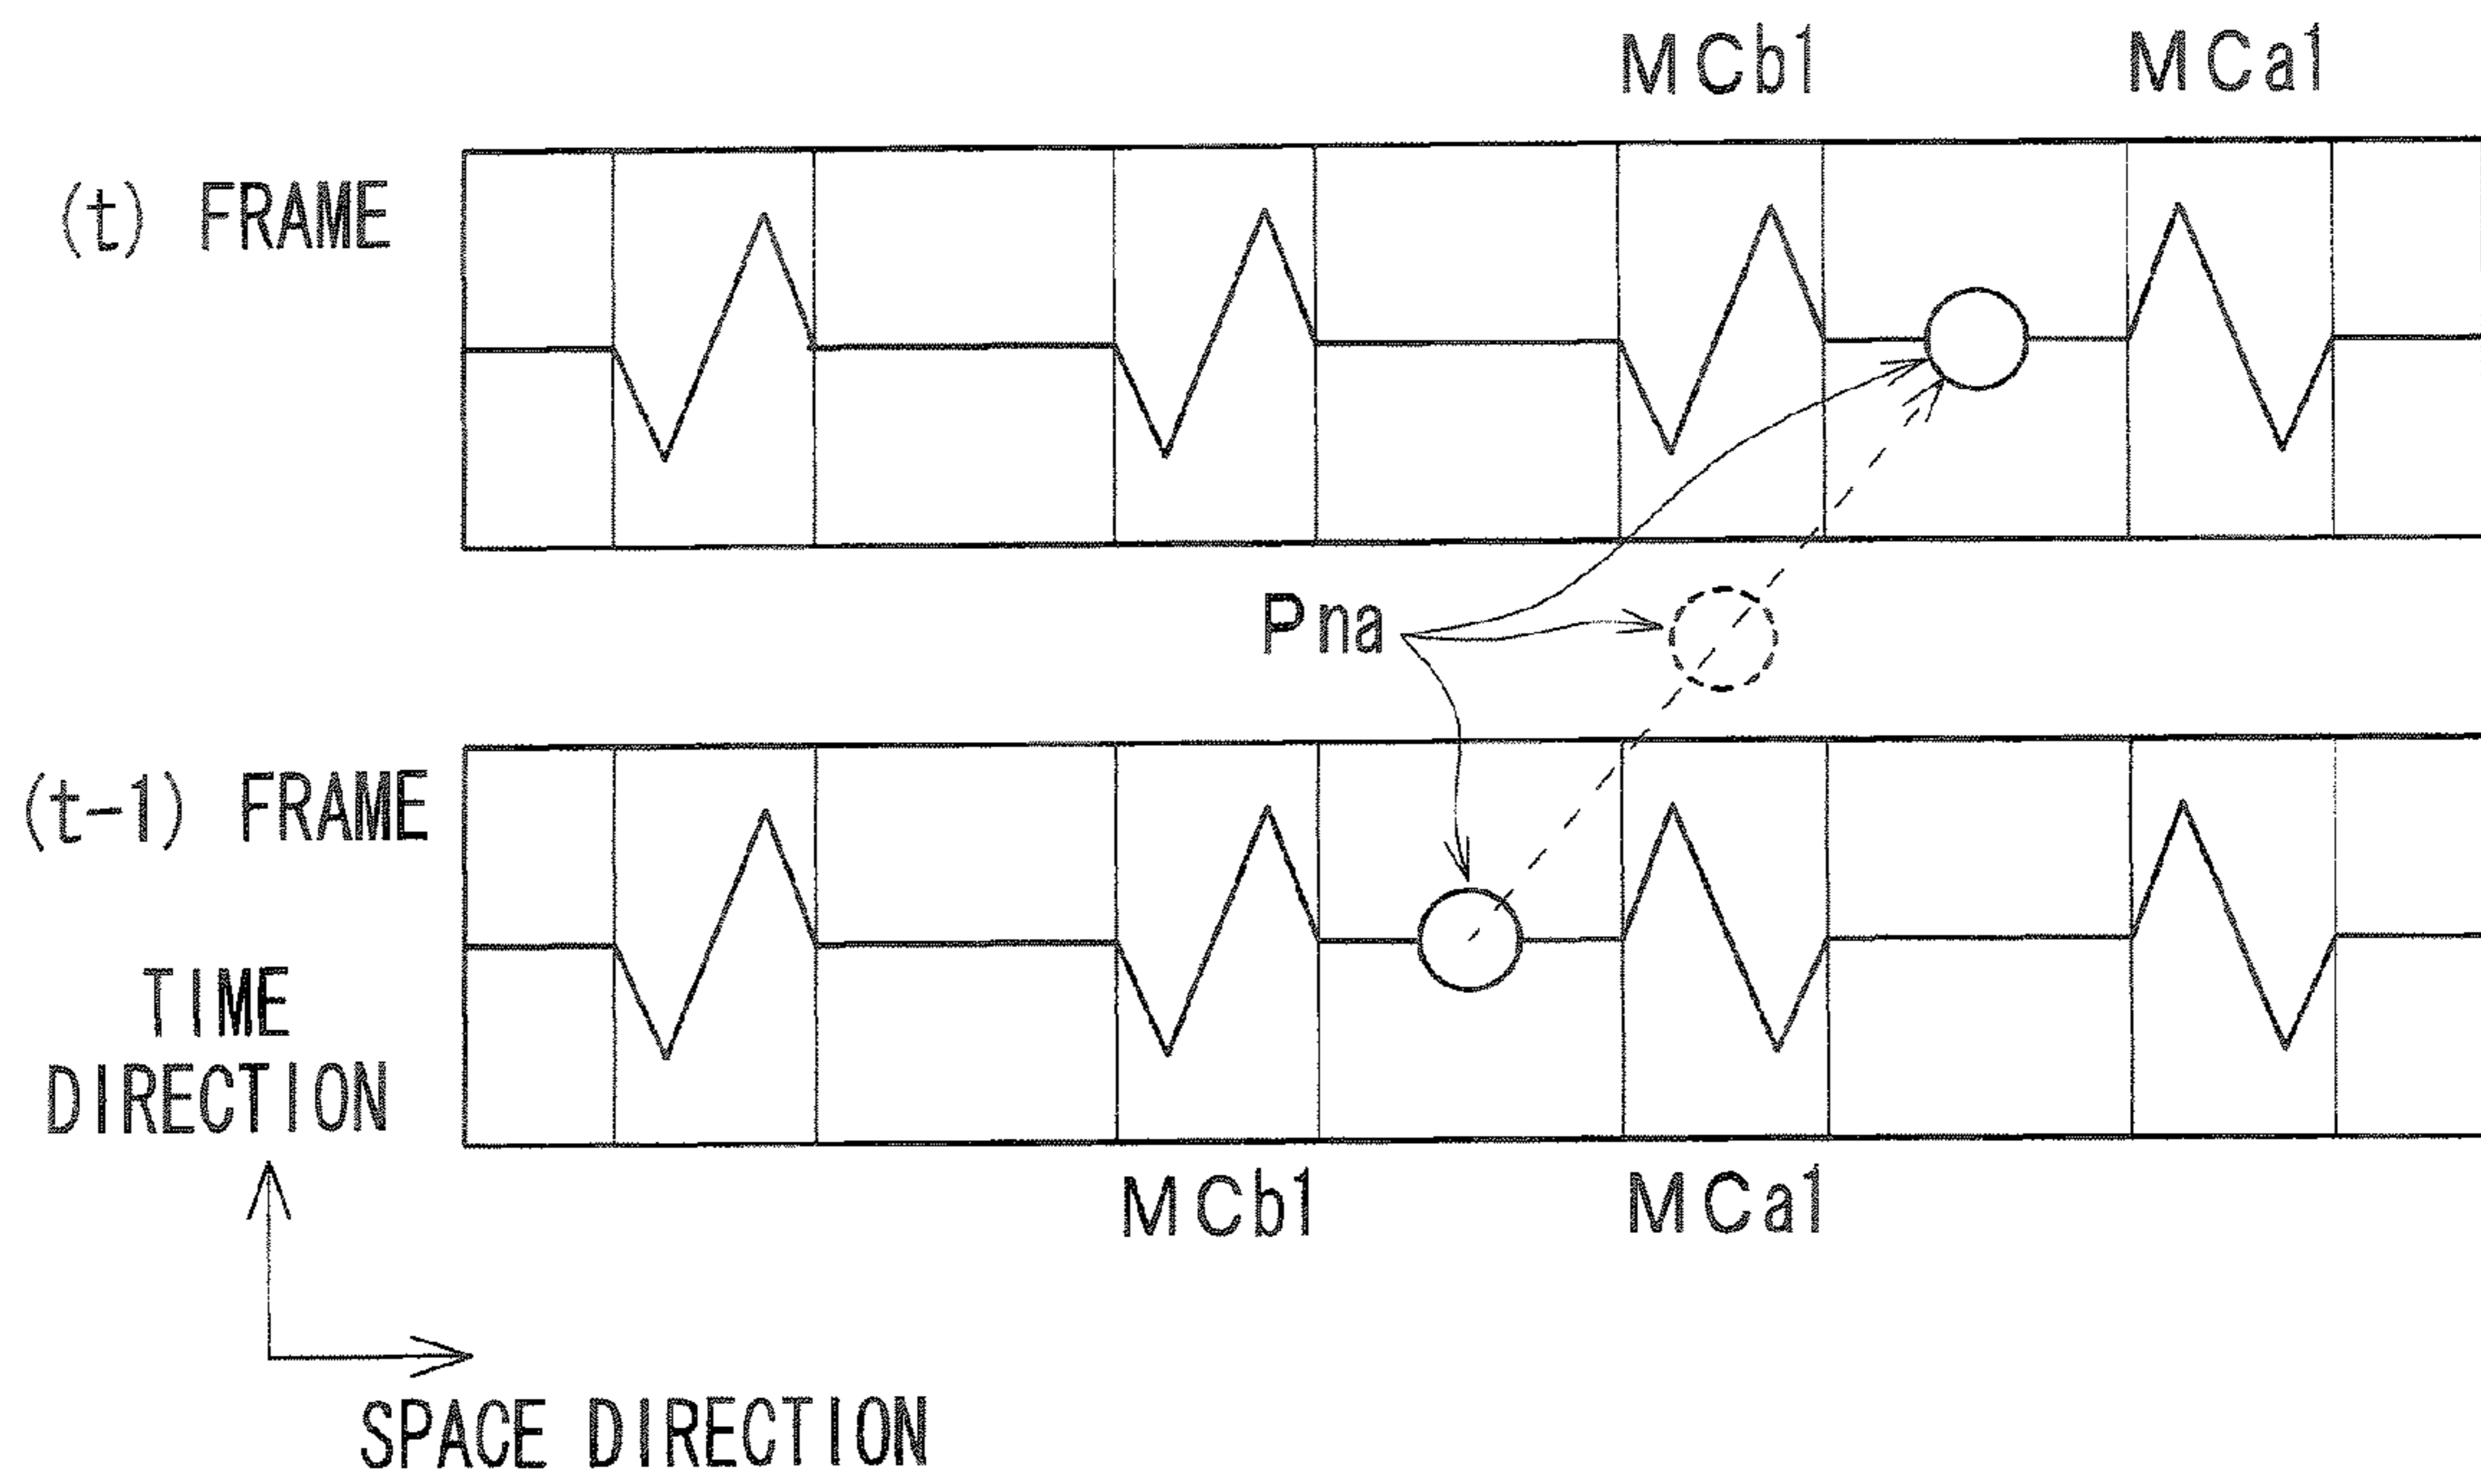 MCb1 MCa1
(t) FRAME
Pna
(t-1) FRAME
TIME
DIRECTION
MCb1 MCa1
SPACE DIRECTION